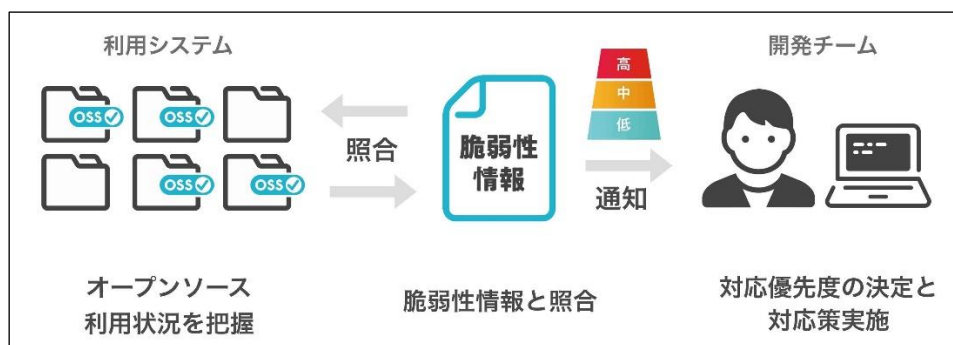 利用システム
開発チーム
OSS
OSS
OSS
OSS
照合
脆弱性
情報
高
中
低
通知
オープンソース
利用状況を把握
脆弱性情報と照合
対応優先度の決定と
対応策実施